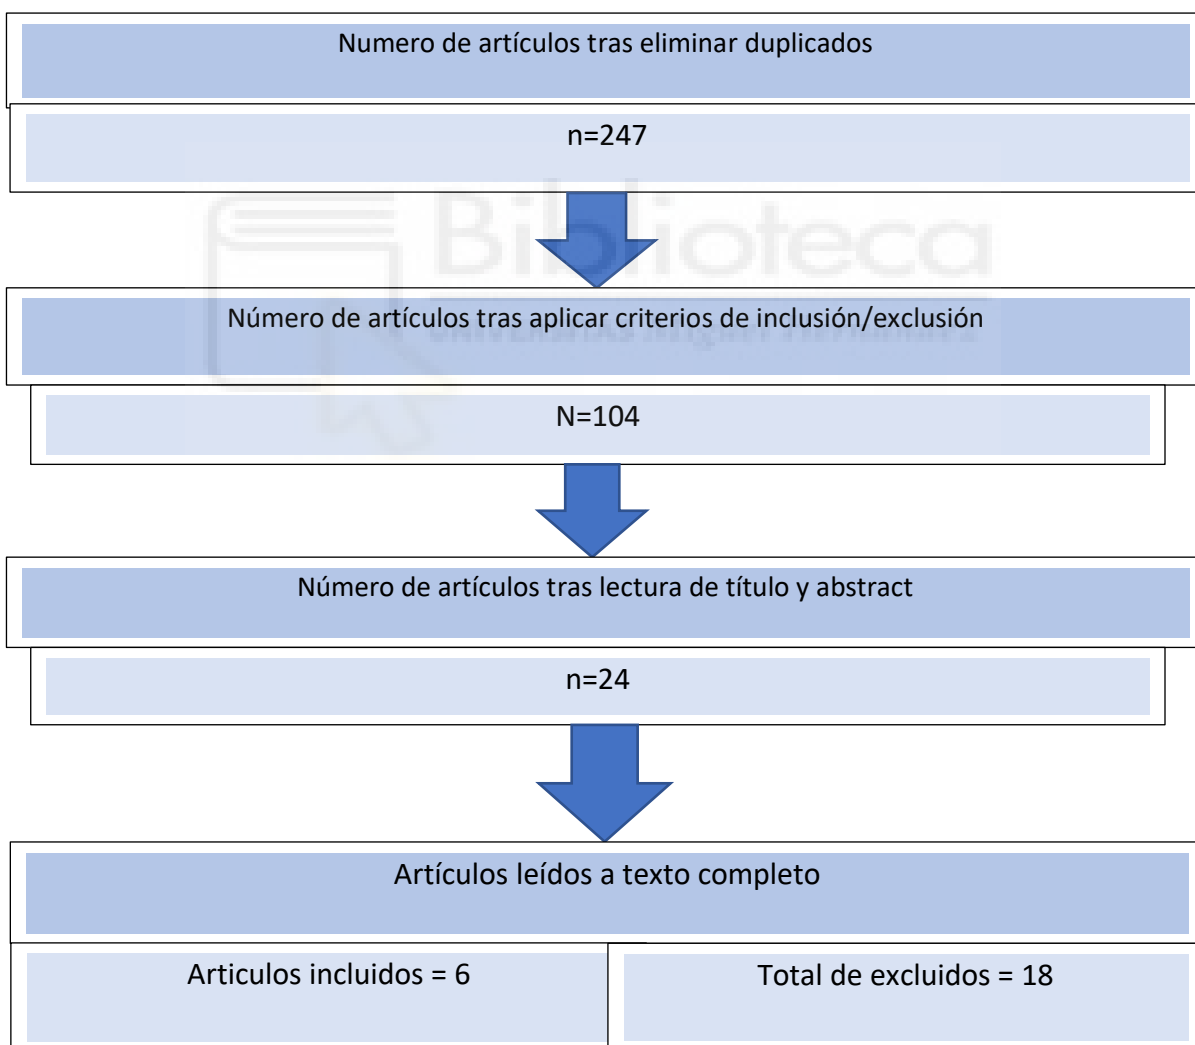 Numero de artículos tras eliminar duplicados
n=247
Biblioteca
Número de artículos tras aplicar criterios de inclusión/exclusión
N=104
Número de artículos tras lectura de título y abstract
n=24
Artículos leídos a texto completo
Articulos incluidos = 6
Total de excluidos = 18